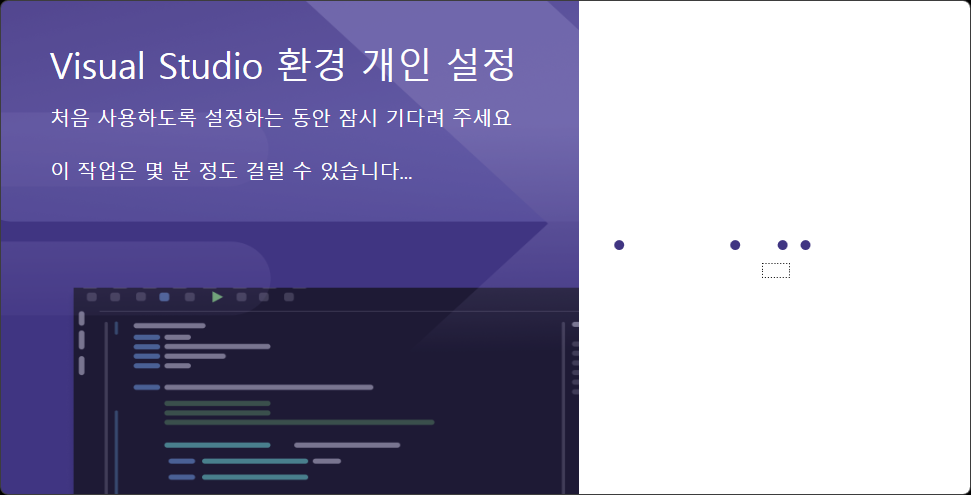 Visual Studio 환경 개인 설정
처음 사용하도록 설정하는 동안 잠시 기다려 주세요
이 작업은 몇 분 정도 걸릴 수 있습니다...